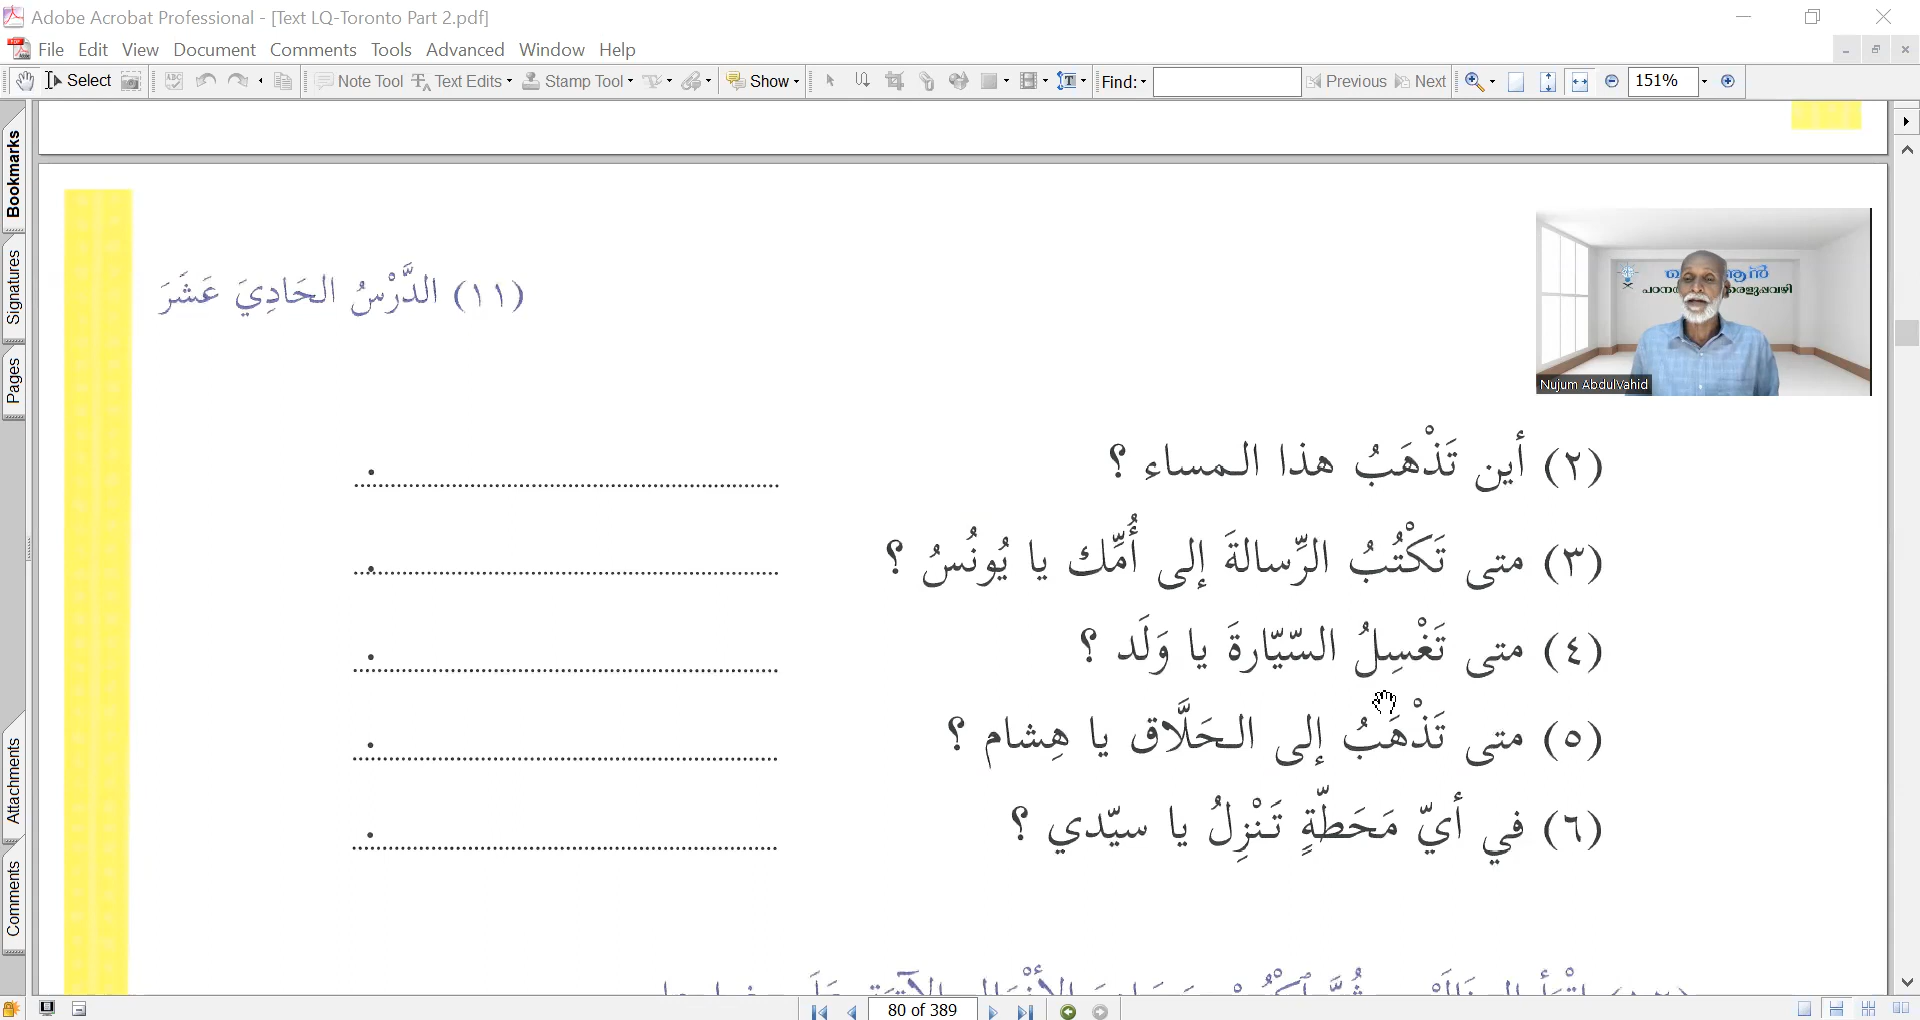 Adobe Acrobat Professional - [Text LQ-Toronto Part 2.pdf]
File Edit View Document Comments Tools Advanced Window Help
Select Note Tool Text Edits Stamp Tool Show Find: Previous Next 151%
Bookmarks
Signatures
Pages
Attachments
Comments
(١١) الدَّرْسُ الحَادِيَ عَشَرَ
Nujum AbdulVahid
(٢) أين تَذْهَبُ هذا الـمساءِ ؟ .
(٣) متى تَكْتُبُ الرِّسالةَ إلى أُمِّك يا يُونُسُ ؟ .
(٤) متى تَغْسِلُ السّيّارةَ يا وَلَد ؟ .
(٥) متى تَذْهَبُ إلى الـحَلَّاق يا هِشام ؟ .
(٦) في أيّ مَحَطّةٍ تَنْزِلُ يا سيّدي ؟ .
80 of 389